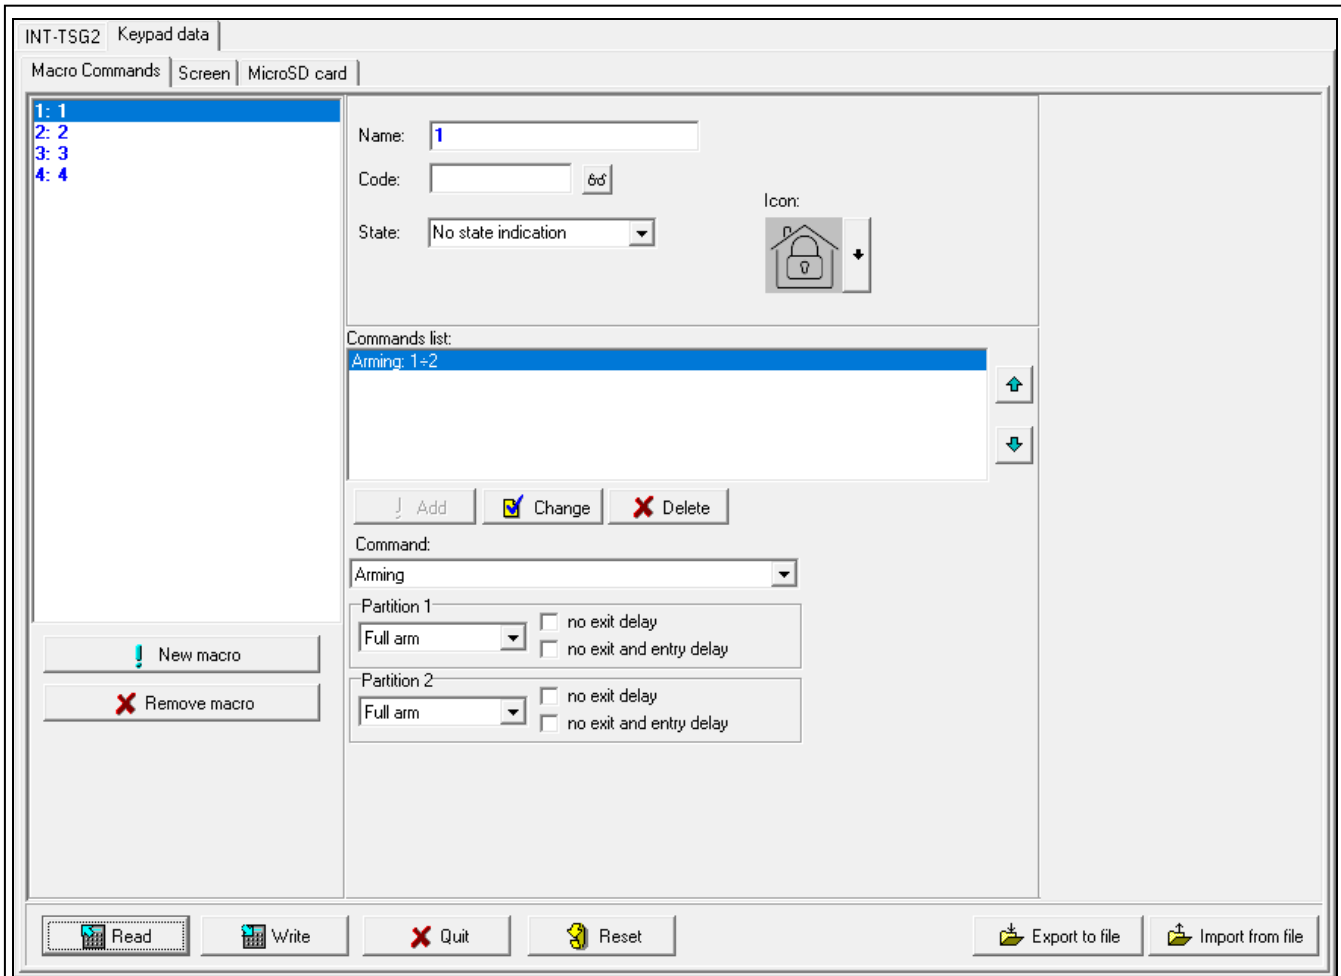 INT-TSG2 Keypad data
Macro Commands Screen MicroSD card
1: 1
2: 2
3: 3
4: 4
New macro
Remove macro
Name: 1
Code:
State: No state indication
Icon:
Commands list:
Arming: 1÷2
Add Change Delete
Command:
Arming
Partition 1
Full arm
no exit delay
no exit and entry delay
Partition 2
Full arm
no exit delay
no exit and entry delay
Read Write Quit Reset Export to file Import from file